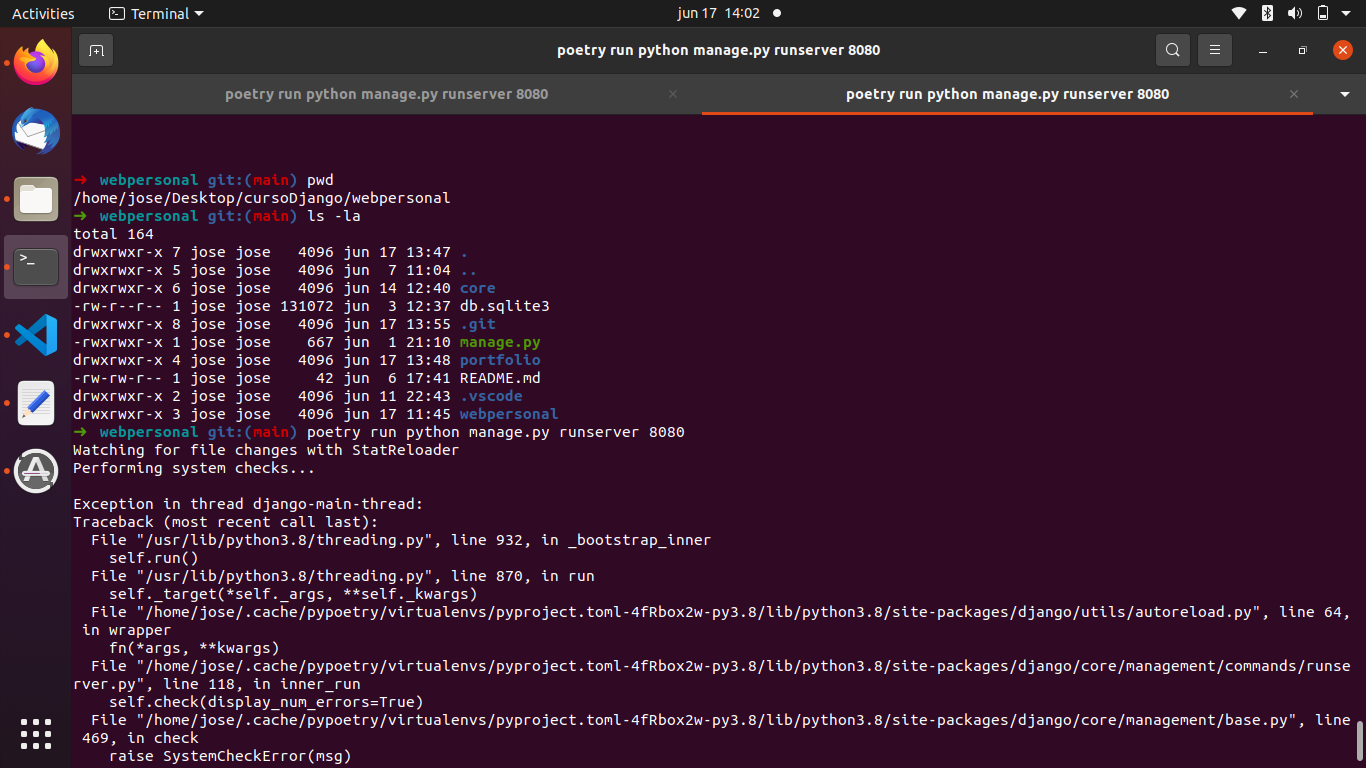 Activities
Terminal
jun 17 14:02
poetry run python manage.py runserver 8080
poetry run python manage.py runserver 8080
poetry run python manage.py runserver 8080
➜ webpersonal git:(main) pwd
/home/jose/Desktop/cursoDjango/webpersonal
➜ webpersonal git:(main) ls -la
total 164
drwxrwxr-x 7 jose jose   4096 jun 17 13:47 .
drwxrwxr-x 5 jose jose   4096 jun  7 11:04 ..
drwxrwxr-x 6 jose jose   4096 jun 14 12:40 core
-rw-r--r-- 1 jose jose 131072 jun  3 12:37 db.sqlite3
drwxrwxr-x 8 jose jose   4096 jun 17 13:55 .git
-rwxrwxr-x 1 jose jose    667 jun  1 21:10 manage.py
drwxrwxr-x 4 jose jose   4096 jun 17 13:48 portfolio
-rw-rw-r-- 1 jose jose     42 jun  6 17:41 README.md
drwxrwxr-x 2 jose jose   4096 jun 11 22:43 .vscode
drwxrwxr-x 3 jose jose   4096 jun 17 11:45 webpersonal
➜ webpersonal git:(main) poetry run python manage.py runserver 8080
Watching for file changes with StatReloader
Performing system checks...
Exception in thread django-main-thread:
Traceback (most recent call last):
  File "/usr/lib/python3.8/threading.py", line 932, in _bootstrap_inner
    self.run()
  File "/usr/lib/python3.8/threading.py", line 870, in run
    self._target(*self._args, **self._kwargs)
  File "/home/jose/.cache/pypoetry/virtualenvs/pyproject.toml-4fRbox2w-py3.8/lib/python3.8/site-packages/django/utils/autoreload.py", line 64,
 in wrapper
    fn(*args, **kwargs)
  File "/home/jose/.cache/pypoetry/virtualenvs/pyproject.toml-4fRbox2w-py3.8/lib/python3.8/site-packages/django/core/management/commands/runse
rver.py", line 118, in inner_run
    self.check(display_num_errors=True)
  File "/home/jose/.cache/pypoetry/virtualenvs/pyproject.toml-4fRbox2w-py3.8/lib/python3.8/site-packages/django/core/management/base.py", line
 469, in check
    raise SystemCheckError(msg)